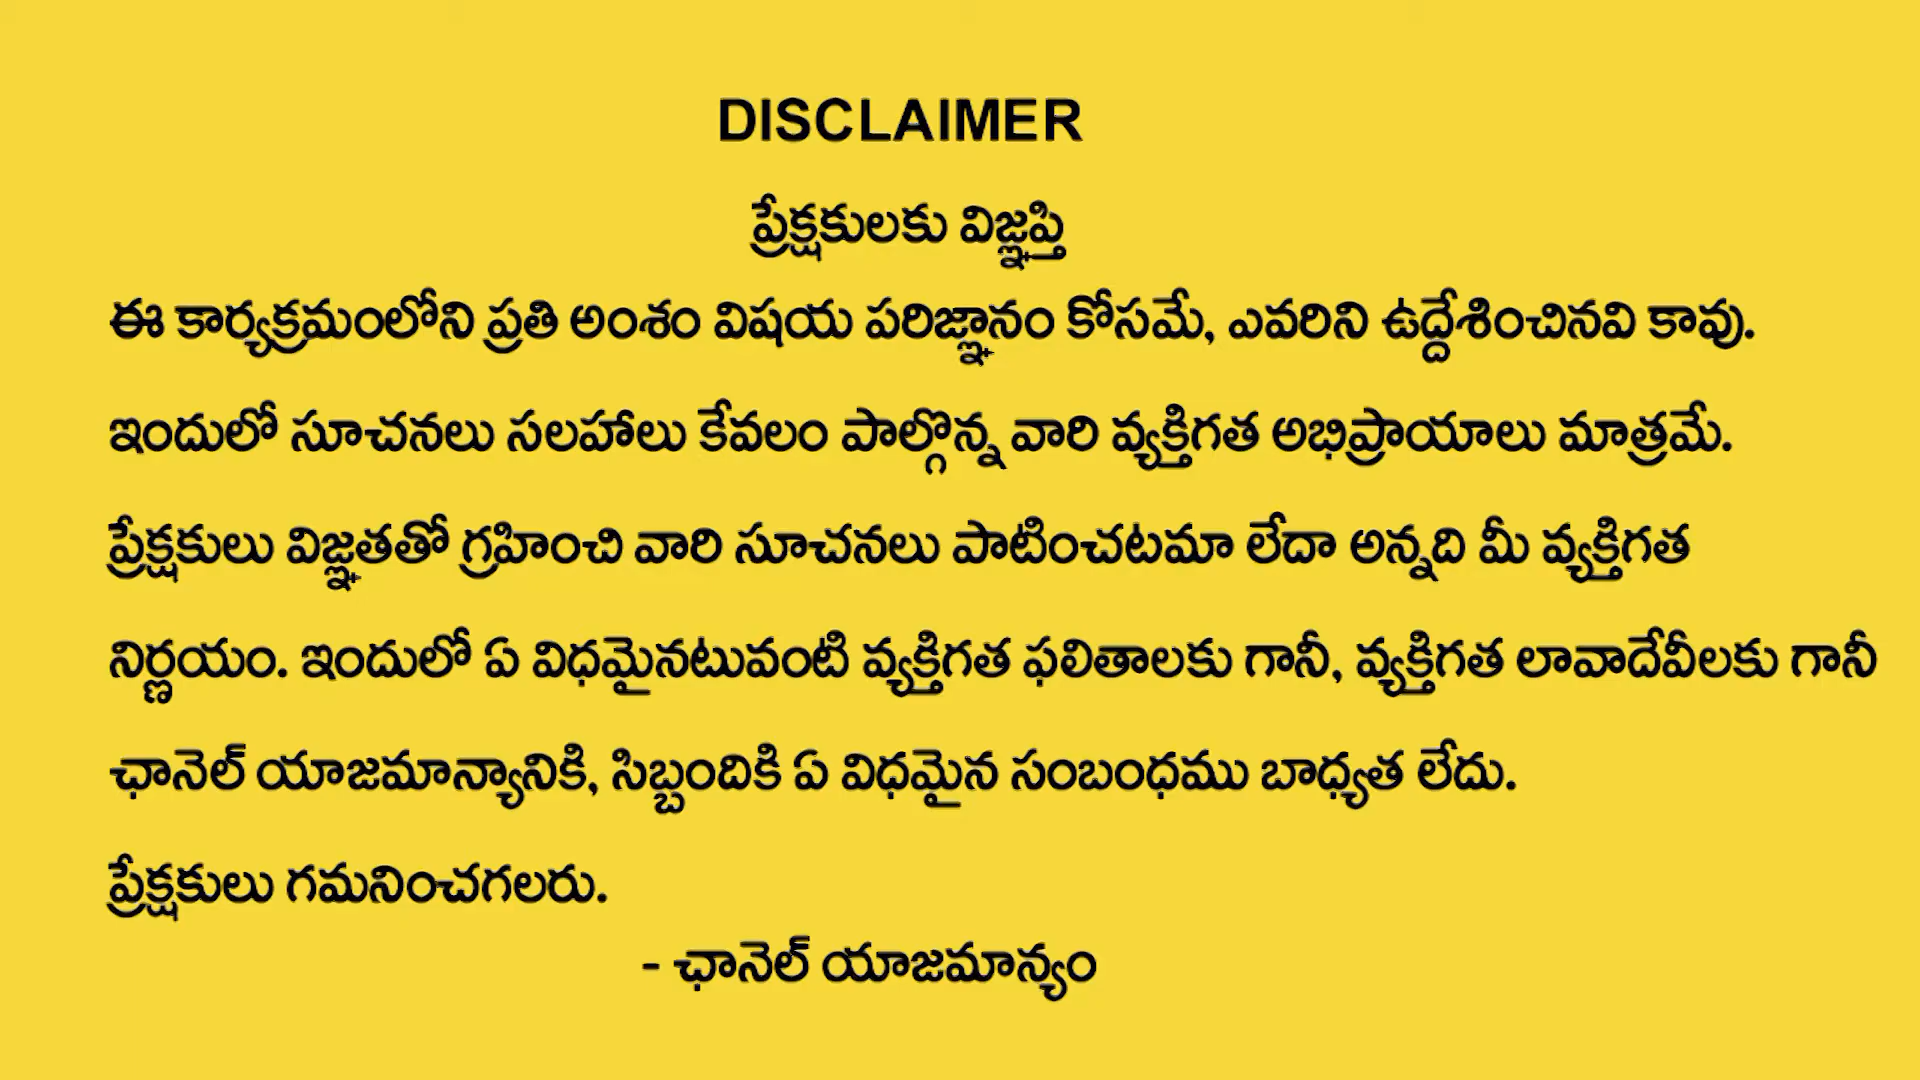 DISCLAIMER
ప్రేక్షకులకు విజ్ఞప్తి
ఈ కార్యక్రమంలోని ప్రతి అంశం విషయ పరిజ్ఞానం కోసమే, ఎవరిని ఉద్దేశించినవి కావు.
ఇందులో సూచనలు సలహాలు కేవలం పాల్గొన్న వారి వ్యక్తిగత అభిప్రాయాలు మాత్రమే.
ప్రేక్షకులు విజ్ఞతతో గ్రహించి వారి సూచనలు పాటించటమా లేదా అన్నది మీ వ్యక్తిగత
నిర్ణయం. ఇందులో ఏ విధమైనటువంటి వ్యక్తిగత ఫలితాలకు గానీ, వ్యక్తిగత లావాదేవీలకు గానీ
ఛానెల్ యాజమాన్యానికి, సిబ్బందికి ఏ విధమైన సంబంధము బాధ్యత లేదు.
ప్రేక్షకులు గమనించగలరు.
- ఛానెల్ యాజమాన్యం